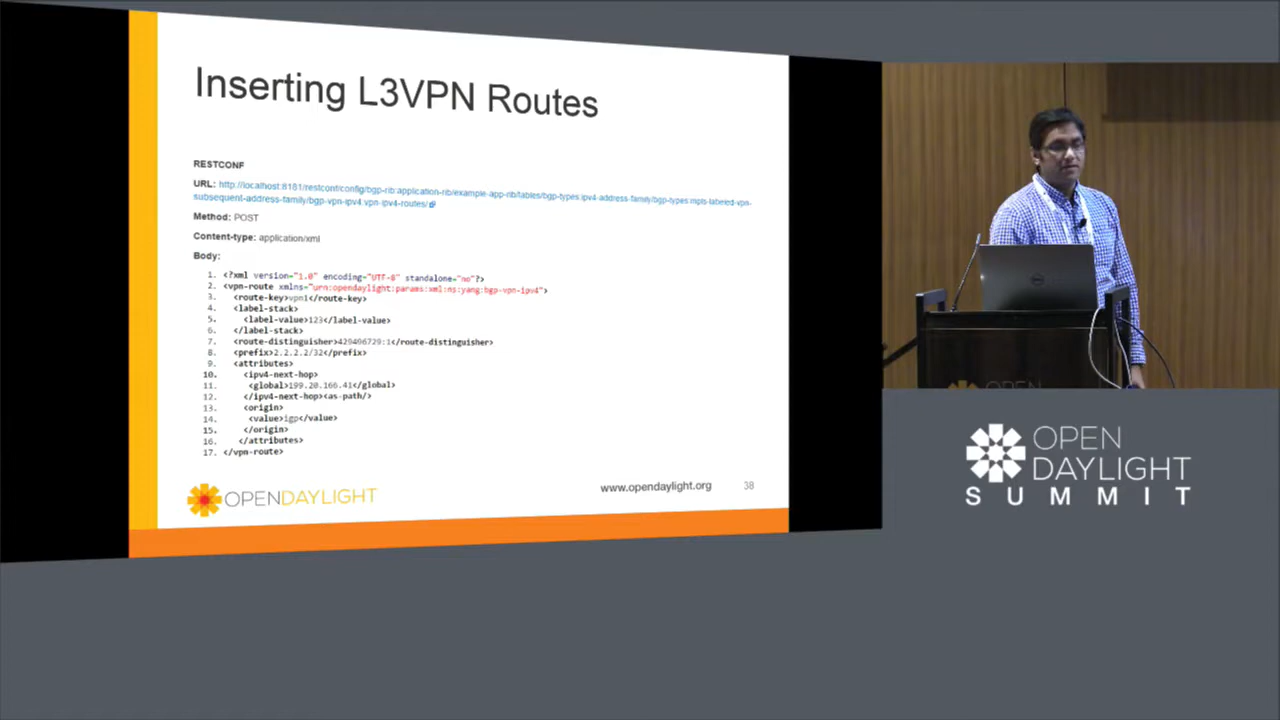 Inserting L3VPN Routes
RESTCONF
URL: http://localhost:8181/restconf/config/bgp-rib:application-rib/example-app-rib/tables/bgp-types:ipv4-address-family/bgp-types:mpls-labeled-vpn-
subsequent-address-family/bgp-vpn-ipv4:vpn-ipv4-routes/
Method: POST
Content-type: application/xml
Body:
1. <?xml version="1.0" encoding="UTF-8" standalone="no"?>
2. <vpn-route xmlns="urn:opendaylight:params:xml:ns:yang:bgp-vpn-ipv4">
3. <route-key>vpn1</route-key>
4. <label-stack>
5. <label-value>123</label-value>
6. </label-stack>
7. <route-distinguisher>429496729:1</route-distinguisher>
8. <prefix>2.2.2.2/32</prefix>
9. <attributes>
10. <ipv4-next-hop>
11. <global>199.20.166.41</global>
12. </ipv4-next-hop><as-path/>
13. <origin>
14. <value>igp</value>
15. </origin>
16. </attributes>
17. </vpn-route>
OPENDAYLIGHT
www.opendaylight.org
38
DELL
OPEN
OPEN
DAYLIGHT
SUMMIT